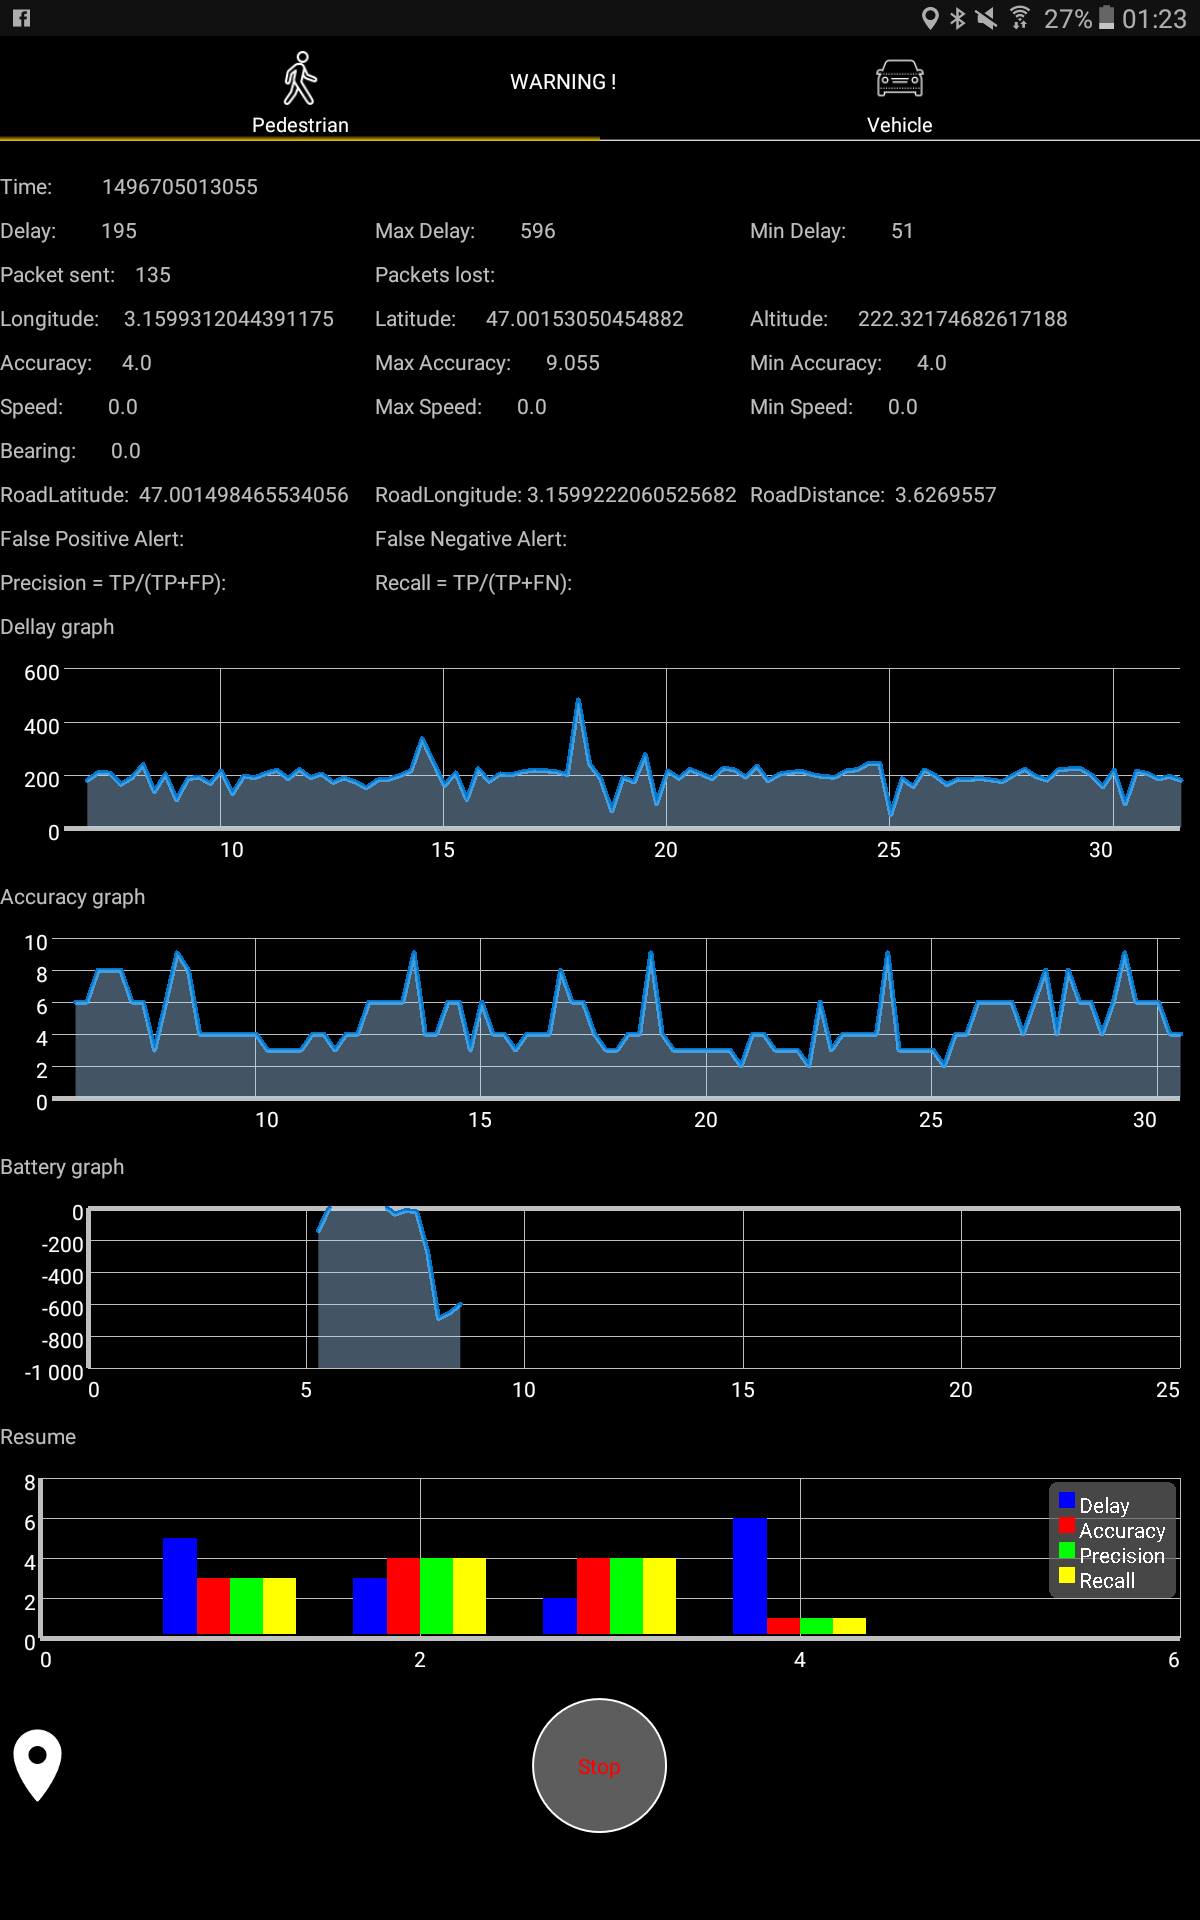 27% 01:23
WARNING !
Pedestrian Vehicle
Time: 1496705013055
Delay: 195 Max Delay: 596 Min Delay: 51
Packet sent: 135 Packets lost:
Longitude: 3.1599312044391175 Latitude: 47.00153050454882 Altitude: 222.32174682617188
Accuracy: 4.0 Max Accuracy: 9.055 Min Accuracy: 4.0
Speed: 0.0 Max Speed: 0.0 Min Speed: 0.0
Bearing: 0.0
RoadLatitude: 47.001498465534056 RoadLongitude: 3.1599222060525682 RoadDistance: 3.6269557
False Positive Alert: False Negative Alert:
Precision = TP/(TP+FP): Recall = TP/(TP+FN):
Dellay graph
600
400
200
0
10 15 20 25 30
Accuracy graph
10
8
6
4
2
0
10 15 20 25 30
Battery graph
0
-200
-400
-600
-800
-1 000
0 5 10 15 20 25
Resume
8
6
4
2
0
Delay
Accuracy
Precision
Recall
0 2 4 6
Stop